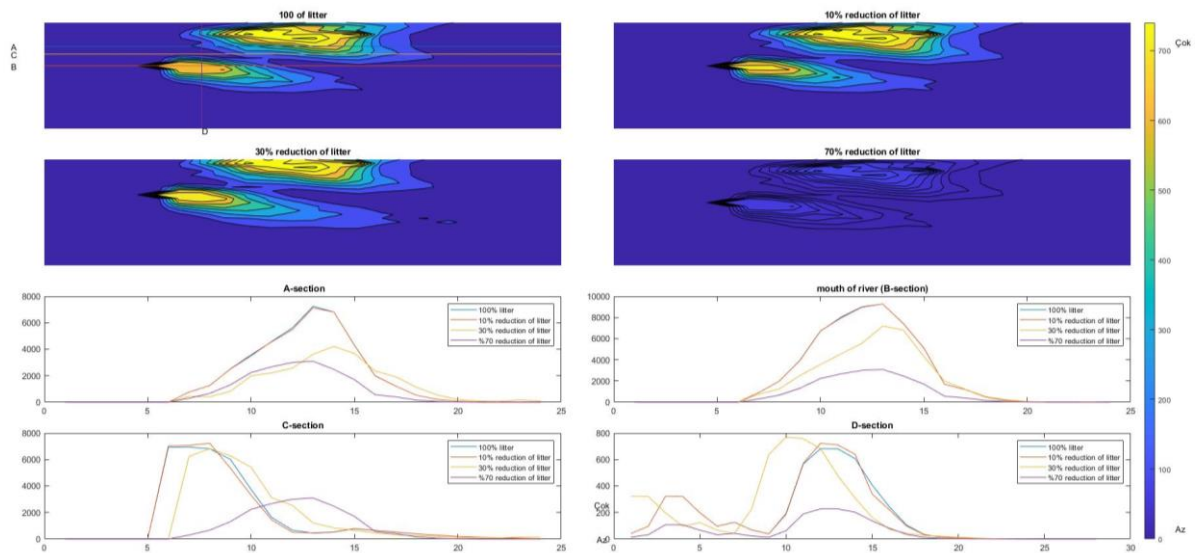 100 of litter
10% reduction of litter
A
C
B
D
700
600
500
400
300
200
100
0
Çok
Az
30% reduction of litter
70% reduction of litter
A-section
8000
6000
4000
2000
0
0 5 10 15 20 25
100% litter
10% reduction of litter
30% reduction of litter
%70 reduction of litter
mouth of river (B-section)
10000
8000
6000
4000
2000
0
0 5 10 15 20 25
100% litter
10% reduction of litter
30% reduction of litter
%70 reduction of litter
C-section
8000
6000
4000
2000
0
0 5 10 15 20 25
100% litter
10% reduction of litter
30% reduction of litter
%70 reduction of litter
D-section
800
600
400
200
0
Çok
Az
0 5 10 15 20 25 30
100% litter
10% reduction of litter
30% reduction of litter
%70 reduction of litter